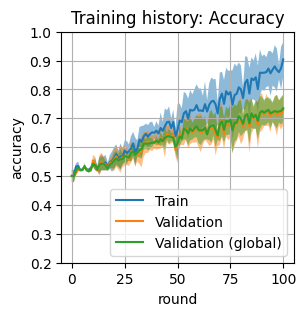 Training history: Accuracy
accuracy
1.0
0.9
0.8
0.7
0.6
0.5
0.4
0.3
0.2
Train
Validation
Validation (global)
0 25 50 75 100
round